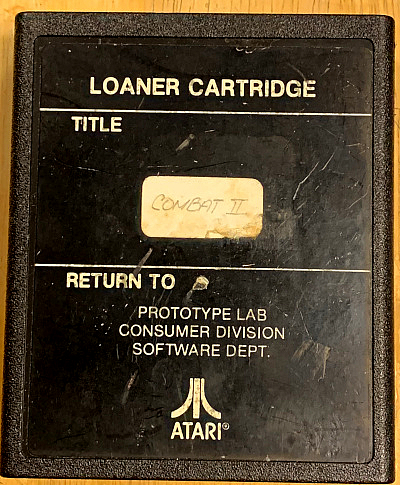 LOANER CARTRIDGE
TITLE
COMBAT II
RETURN TO
PROTOTYPE LAB
CONSUMER DIVISION
SOFTWARE DEPT.
ATARI®